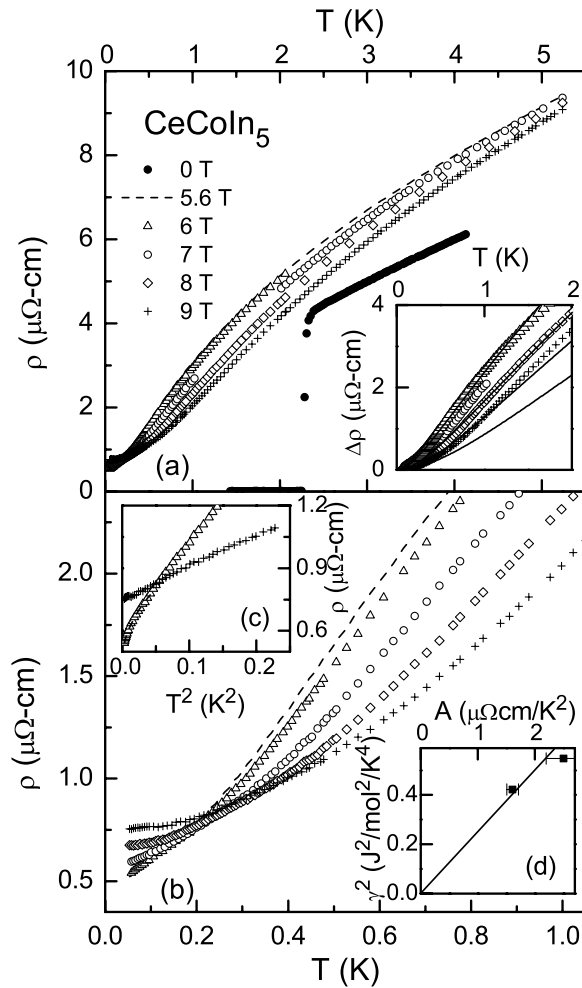 T (K)
0 1 2 3 4 5
10
8
6
4
2
0
ρ (μΩ-cm)
CeCoIn5
0 T
5.6 T
6 T
7 T
8 T
9 T
(a)
T (K)
0 1 2
4
2
0
Δρ (μΩ-cm)
2.0
1.5
1.0
0.5
ρ (μΩ-cm)
1.2
0.9
0.6
ρ (μΩ-cm)
(c)
0.0 0.1 0.2
T2 (K2)
A (μΩcm/K2)
0 1 2
0.4
0.0
γ2 (J2/mol2/K4)
(d)
(b)
0.0 0.2 0.4 0.6 0.8 1.0
T (K)